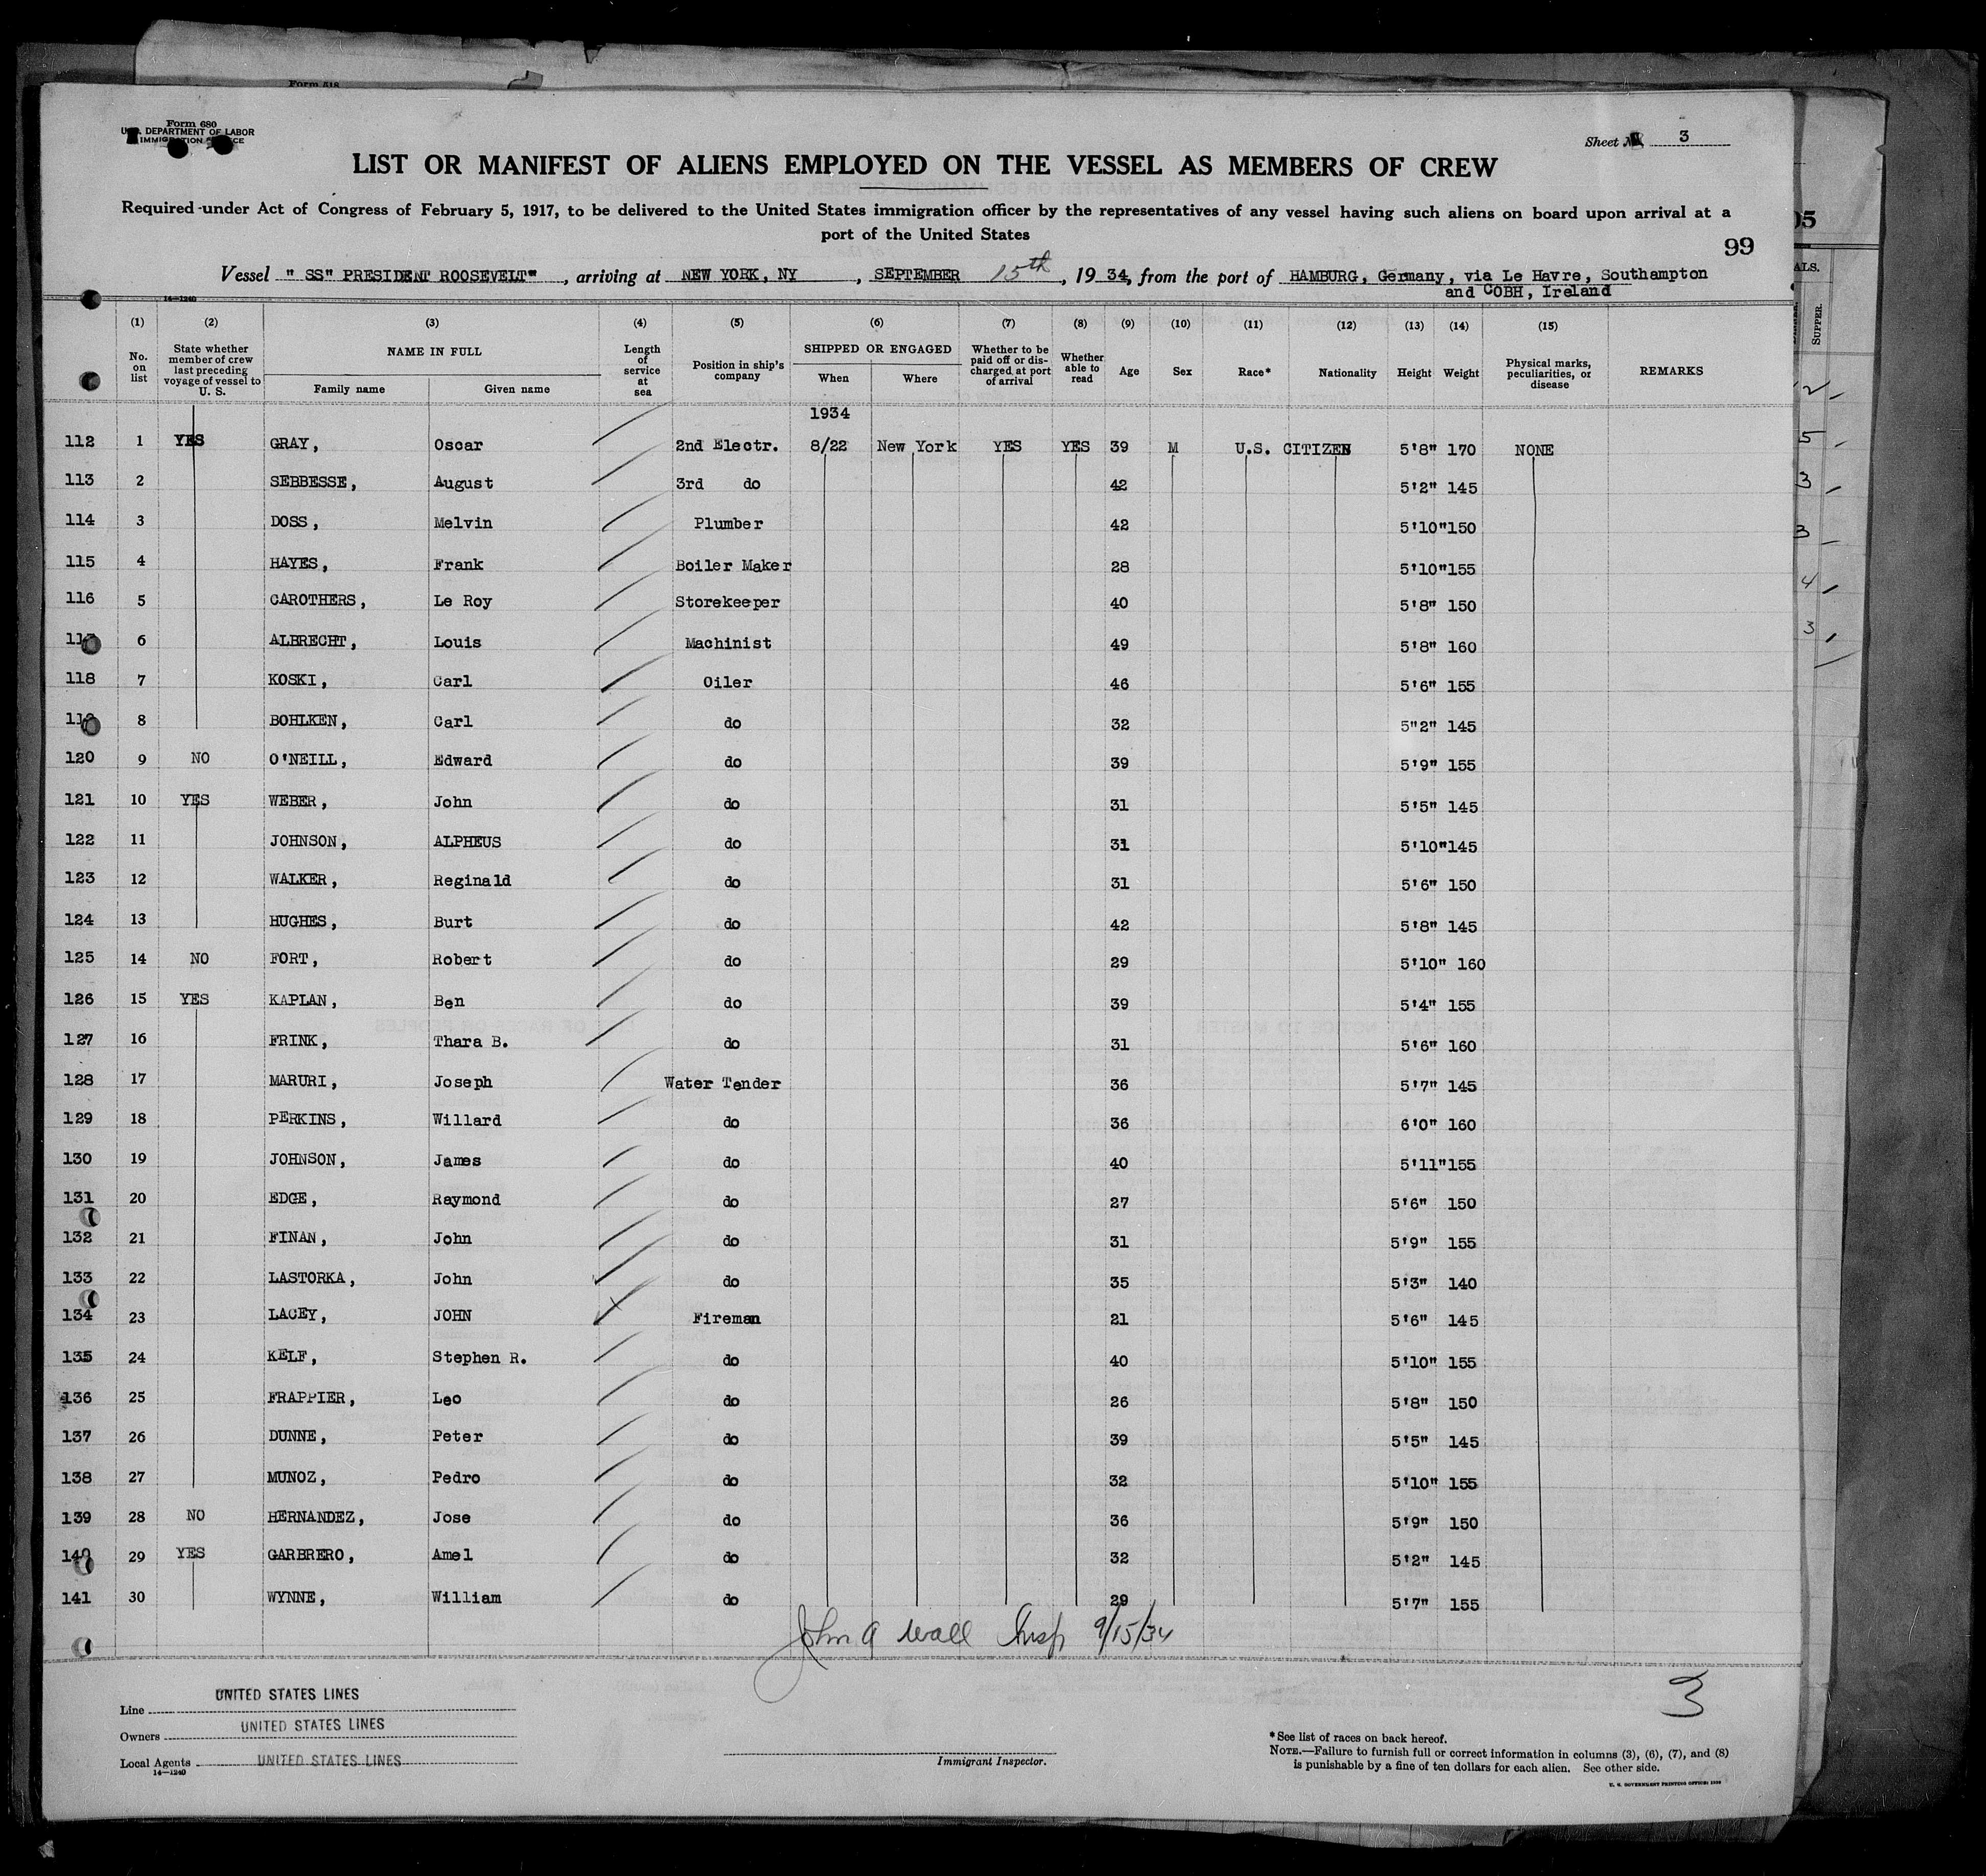 Form 518
Form 680
U.S. DEPARTMENT OF LABOR
IMMIGRATION SERVICE
Sheet No. 3
LIST OR MANIFEST OF ALIENS EMPLOYED ON THE VESSEL AS MEMBERS OF CREW
Required under Act of Congress of February 5, 1917, to be delivered to the United States immigration officer by the representatives of any vessel having such aliens on board upon arrival at a
port of the United States
99
Vessel " SS" PRESIDENT ROOSEVELT" , arriving at NEW YORK, NY , SEPTEMBER 15th , 19 34, from the port of HAMBURG, Germany, via Le Havre, Southampton
and COBH, Ireland
14—1240
(1) (2) (3) (4) (5) (6) (7) (8) (9) (10) (11) (12) (13) (14) (15)
No. on list
State whether member of crew last preceding voyage of vessel to U. S.
NAME IN FULL
Family name Given name
Length of service at sea
Position in ship's company
SHIPPED OR ENGAGED
When Where
Whether to be paid off or discharged at port of arrival
Whether able to read
Age Sex Race* Nationality Height Weight
Physical marks, peculiarities, or disease
REMARKS
1934
112 1 YES GRAY, Oscar 2nd Electr. 8/22 New York YES YES 39 M U.S. CITIZEN 5'8" 170 NONE
113 2 SEBBESSE, August 3rd do 42 5'2" 145
114 3 DOSS, Melvin Plumber 42 5'10" 150
115 4 HAYES, Frank Boiler Maker 28 5'10" 155
116 5 CAROTHERS, Le Roy Storekeeper 40 5'8" 150
117 6 ALBRECHT, Louis Machinist 49 5'8" 160
118 7 KOSKI, Carl Oiler 46 5'6" 155
119 8 BOHLKEN, Carl do 32 5"2" 145
120 9 NO O'NEILL, Edward do 39 5'9" 155
121 10 YES WEBER, John do 31 5'5" 145
122 11 JOHNSON, ALPHEUS do 31 5'10" 145
123 12 WALKER, Reginald do 31 5'6" 150
124 13 HUGHES, Burt do 42 5'8" 145
125 14 NO FORT, Robert do 29 5'10" 160
126 15 YES KAPLAN, Ben do 39 5'4" 155
127 16 FRINK, Thara B. do 31 5'6" 160
128 17 MARURI, Joseph Water Tender 36 5'7" 145
129 18 PERKINS, Willard do 36 6'0" 160
130 19 JOHNSON, James do 40 5'11" 155
131 20 EDGE, Raymond do 27 5'6" 150
132 21 FINAN, John do 31 5'9" 155
133 22 LASTORKA, John do 35 5'3" 140
134 23 LACEY, JOHN Fireman 21 5'6" 145
135 24 KELF, Stephen R. do 40 5'10" 155
136 25 FRAPPIER, Leo do 26 5'8" 150
137 26 DUNNE, Peter do 39 5'5" 145
138 27 MUNOZ, Pedro do 32 5'10" 155
139 28 NO HERNANDEZ, Jose do 36 5'9" 150
140 29 YES GARBRERO, Amel do 32 5'2" 145
141 30 WYNNE, William do 29 5'7" 155
John A Wall Insp 9/15/34
3
Line UNITED STATES LINES
Owners UNITED STATES LINES
Local Agents UNITED STATES LINES
14—1240
Immigrant Inspector.
*See list of races on back hereof.
NOTE.—Failure to furnish full or correct information in columns (3), (6), (7), and (8)
is punishable by a fine of ten dollars for each alien. See other side.
SUPPER.